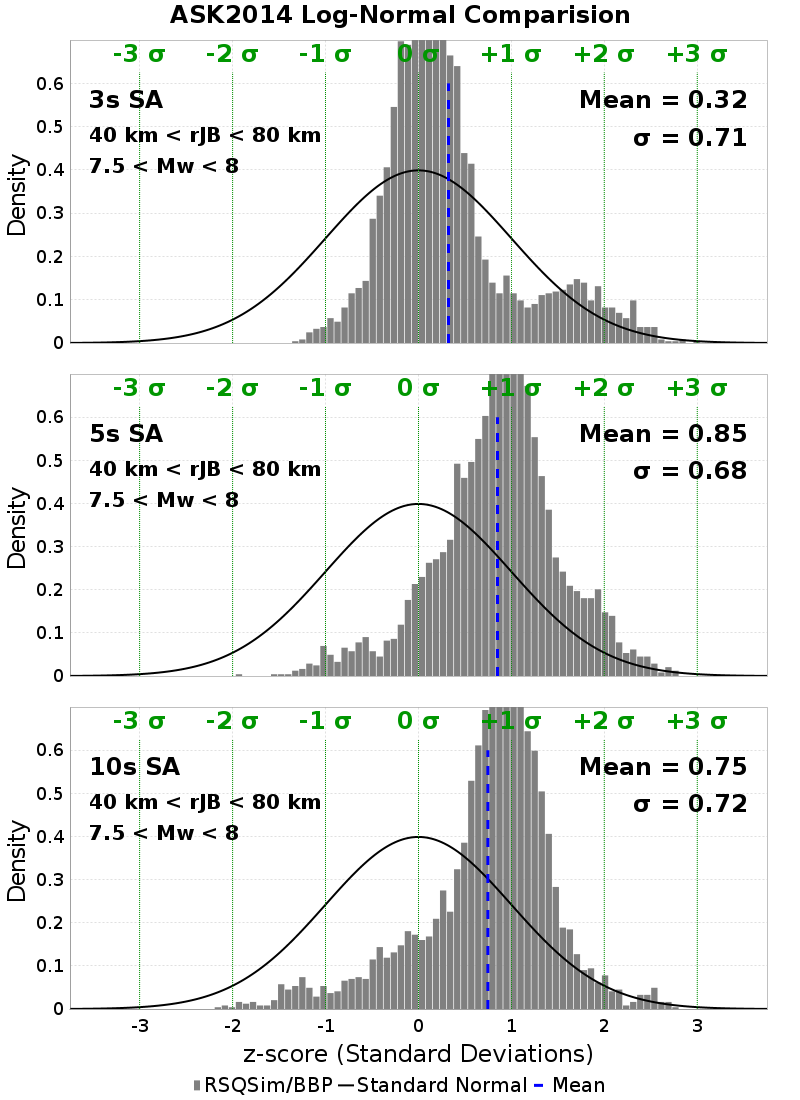 ASK2014 Log-Normal Comparision
-3 σ -2 σ -1 σ 0 σ +1 σ +2 σ +3 σ
3s SA
Mean = 0.32
40 km < rJB < 80 km
σ = 0.71
7.5 < Mw < 8
Density
0.6
0.5
0.4
0.3
0.2
0.1
0
-3 σ -2 σ -1 σ 0 σ +1 σ +2 σ +3 σ
5s SA
Mean = 0.85
40 km < rJB < 80 km
σ = 0.68
7.5 < Mw < 8
Density
0.6
0.5
0.4
0.3
0.2
0.1
0
-3 σ -2 σ -1 σ 0 σ +1 σ +2 σ +3 σ
10s SA
Mean = 0.75
40 km < rJB < 80 km
σ = 0.72
7.5 < Mw < 8
Density
0.6
0.5
0.4
0.3
0.2
0.1
0
-3 -2 -1 0 1 2 3
z-score (Standard Deviations)
RSQSim/BBP Standard Normal Mean